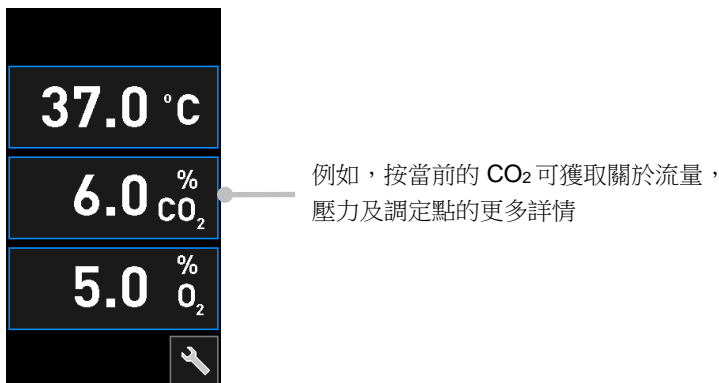 37.0 °C
6.0 % CO₂
5.0 % O₂
例如，按當前的 CO₂ 可獲取關於流量，
壓力及調定點的更多詳情